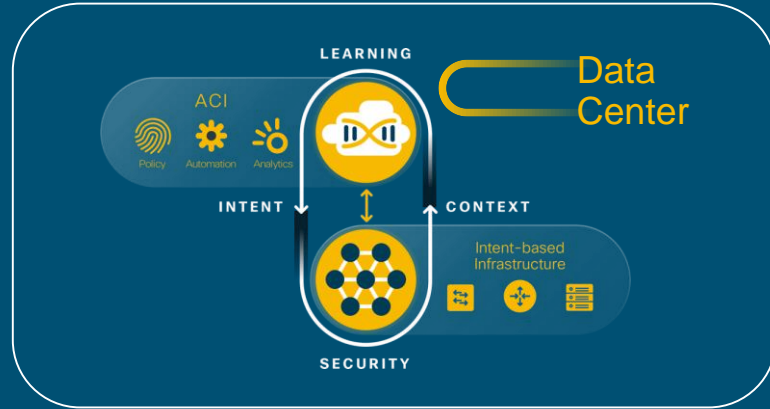 LEARNING
Data
Center
ACI
Policy Automation Analytics
INTENT
CONTEXT
Intent-based
Infrastructure
SECURITY